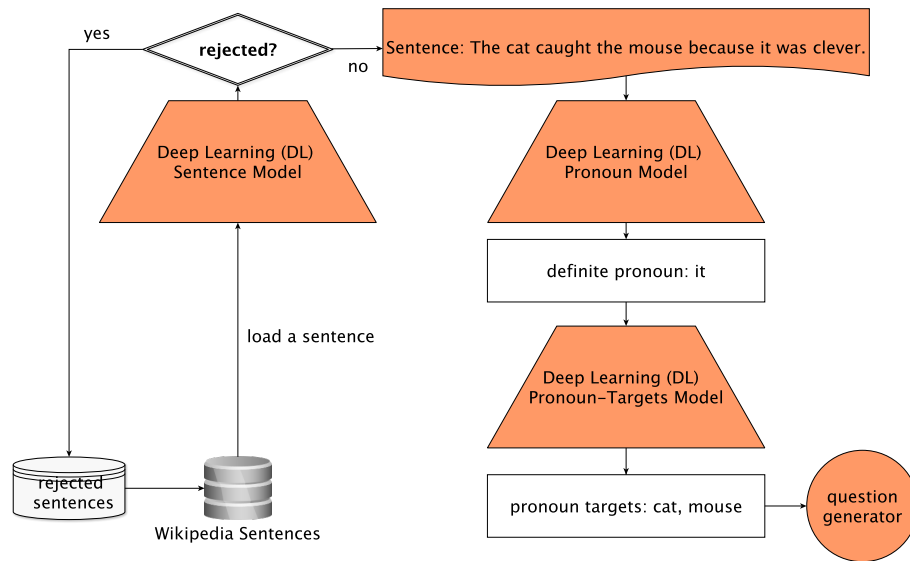 yes
rejected?
no
Sentence: The cat caught the mouse because it was clever.
Deep Learning (DL)
Sentence Model
Deep Learning (DL)
Pronoun Model
definite pronoun: it
load a sentence
Deep Learning (DL)
Pronoun-Targets Model
rejected
sentences
Wikipedia Sentences
pronoun targets: cat, mouse
question
generator